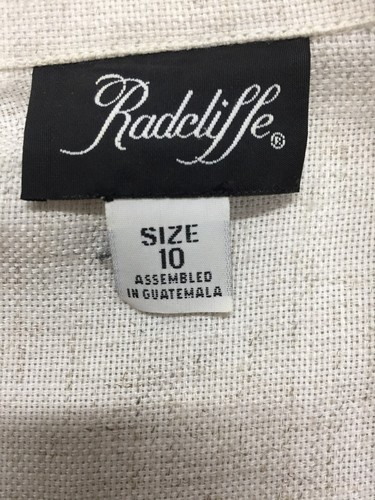 Radcliffe®
SIZE
10
ASSEMBLED
IN GUATEMALA